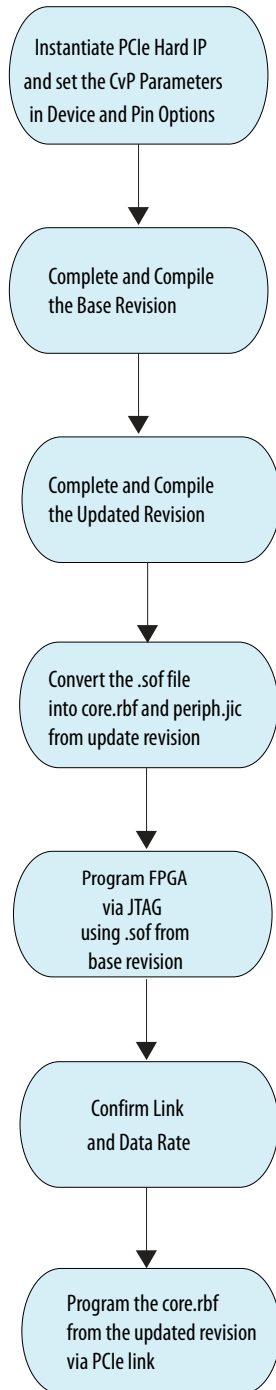 Instantiate PCIe Hard IP
and set the CvP Parameters
in Device and Pin Options
Complete and Compile
the Base Revision
Complete and Compile
the Updated Revision
Convert the .sof file
into core.rbf and periph.jic
from update revision
Program FPGA
via JTAG
using .sof from
base revision
Confirm Link
and Data Rate
Program the core.rbf
from the updated revision
via PCIe link